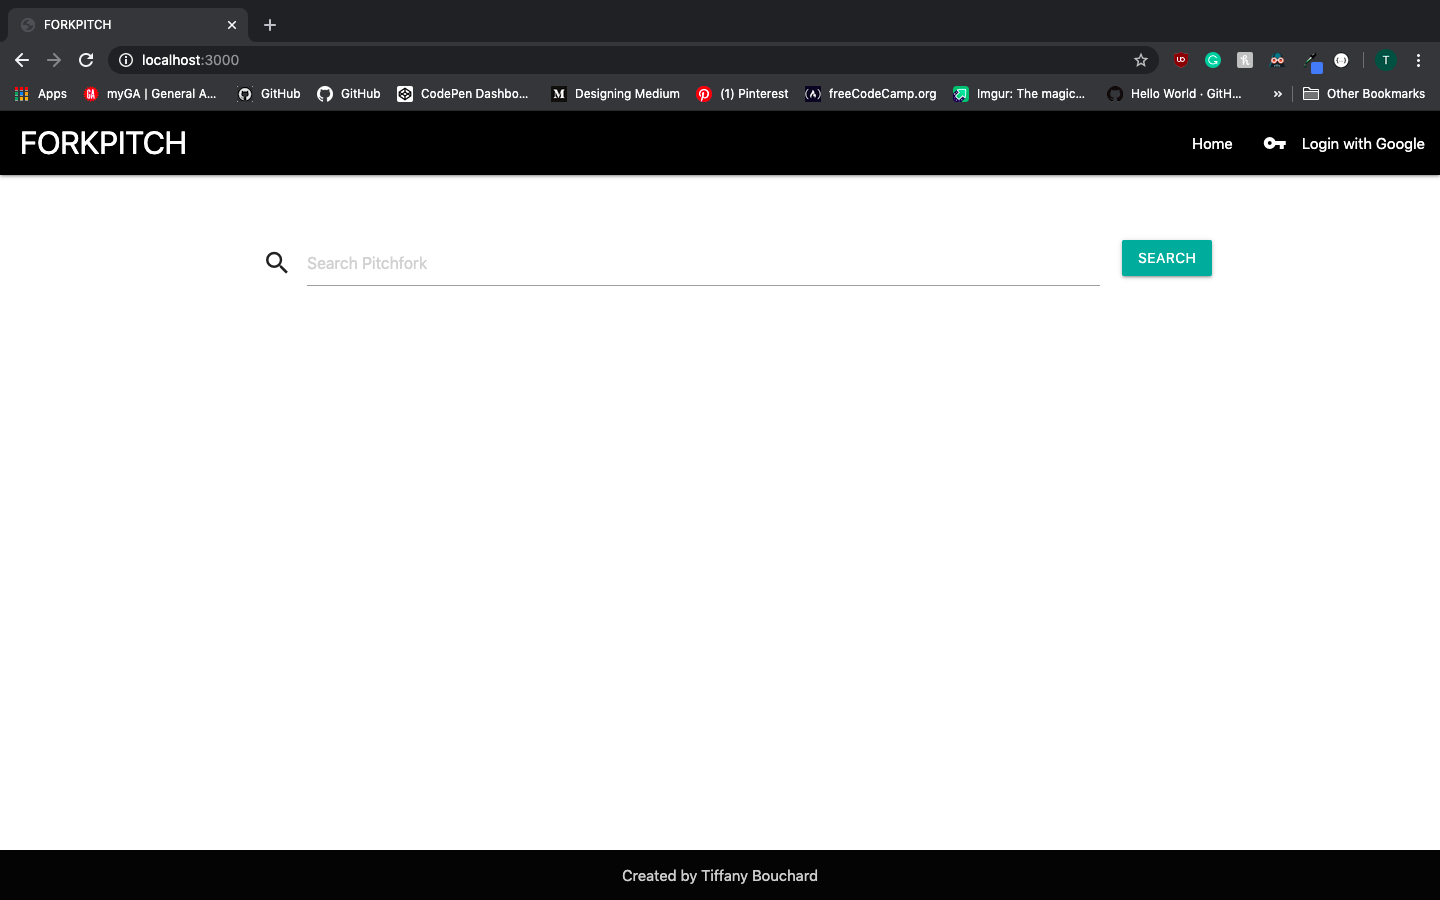 FORKPITCH
localhost:3000
Apps myGA | General A... GitHub GitHub CodePen Dashbo... Designing Medium (1) Pinterest freeCodeCamp.org Imgur: The magic... Hello World · GitH... » Other Bookmarks
FORKPITCH Home Login with Google
Search Pitchfork SEARCH
Created by Tiffany Bouchard